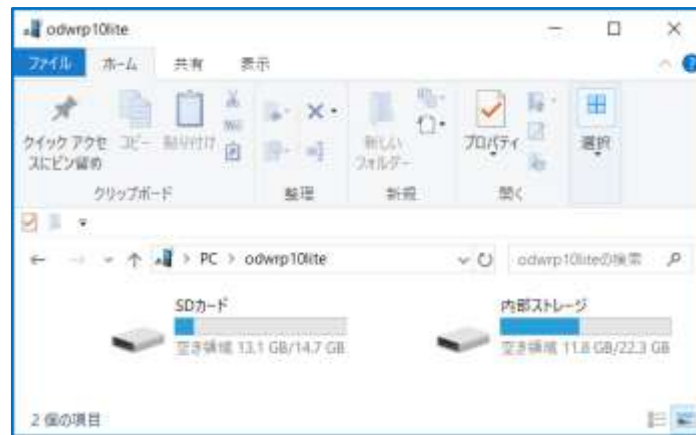 odwrp10lite
ファイル ホーム 共有 表示
クイック アクセスにピン留め
コピー
貼り付け
新しいフォルダー
プロパティ
選択
クリップボード 整理 新規 開く
PC > odwrp10lite
odwrp10liteの検索
SDカード
空き領域 13.1 GB/14.7 GB
内部ストレージ
空き領域 11.8 GB/22.3 GB
2 個の項目